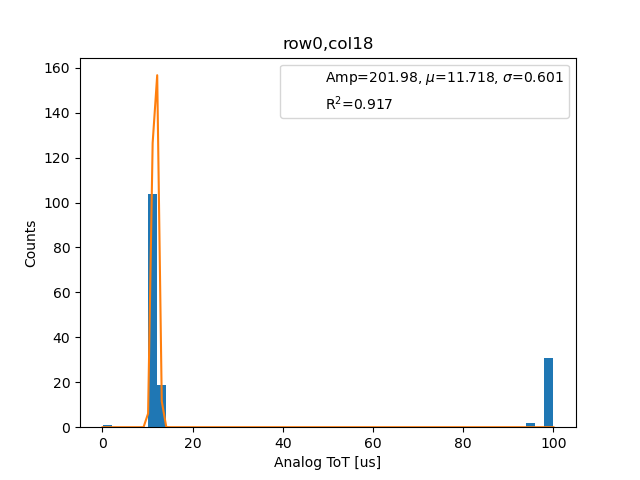 row0,col18
Amp=201.98, μ=11.718, σ=0.601
R²=0.917
160
140
120
100
80
60
40
20
0
Counts
0 20 40 60 80 100
Analog ToT [us]